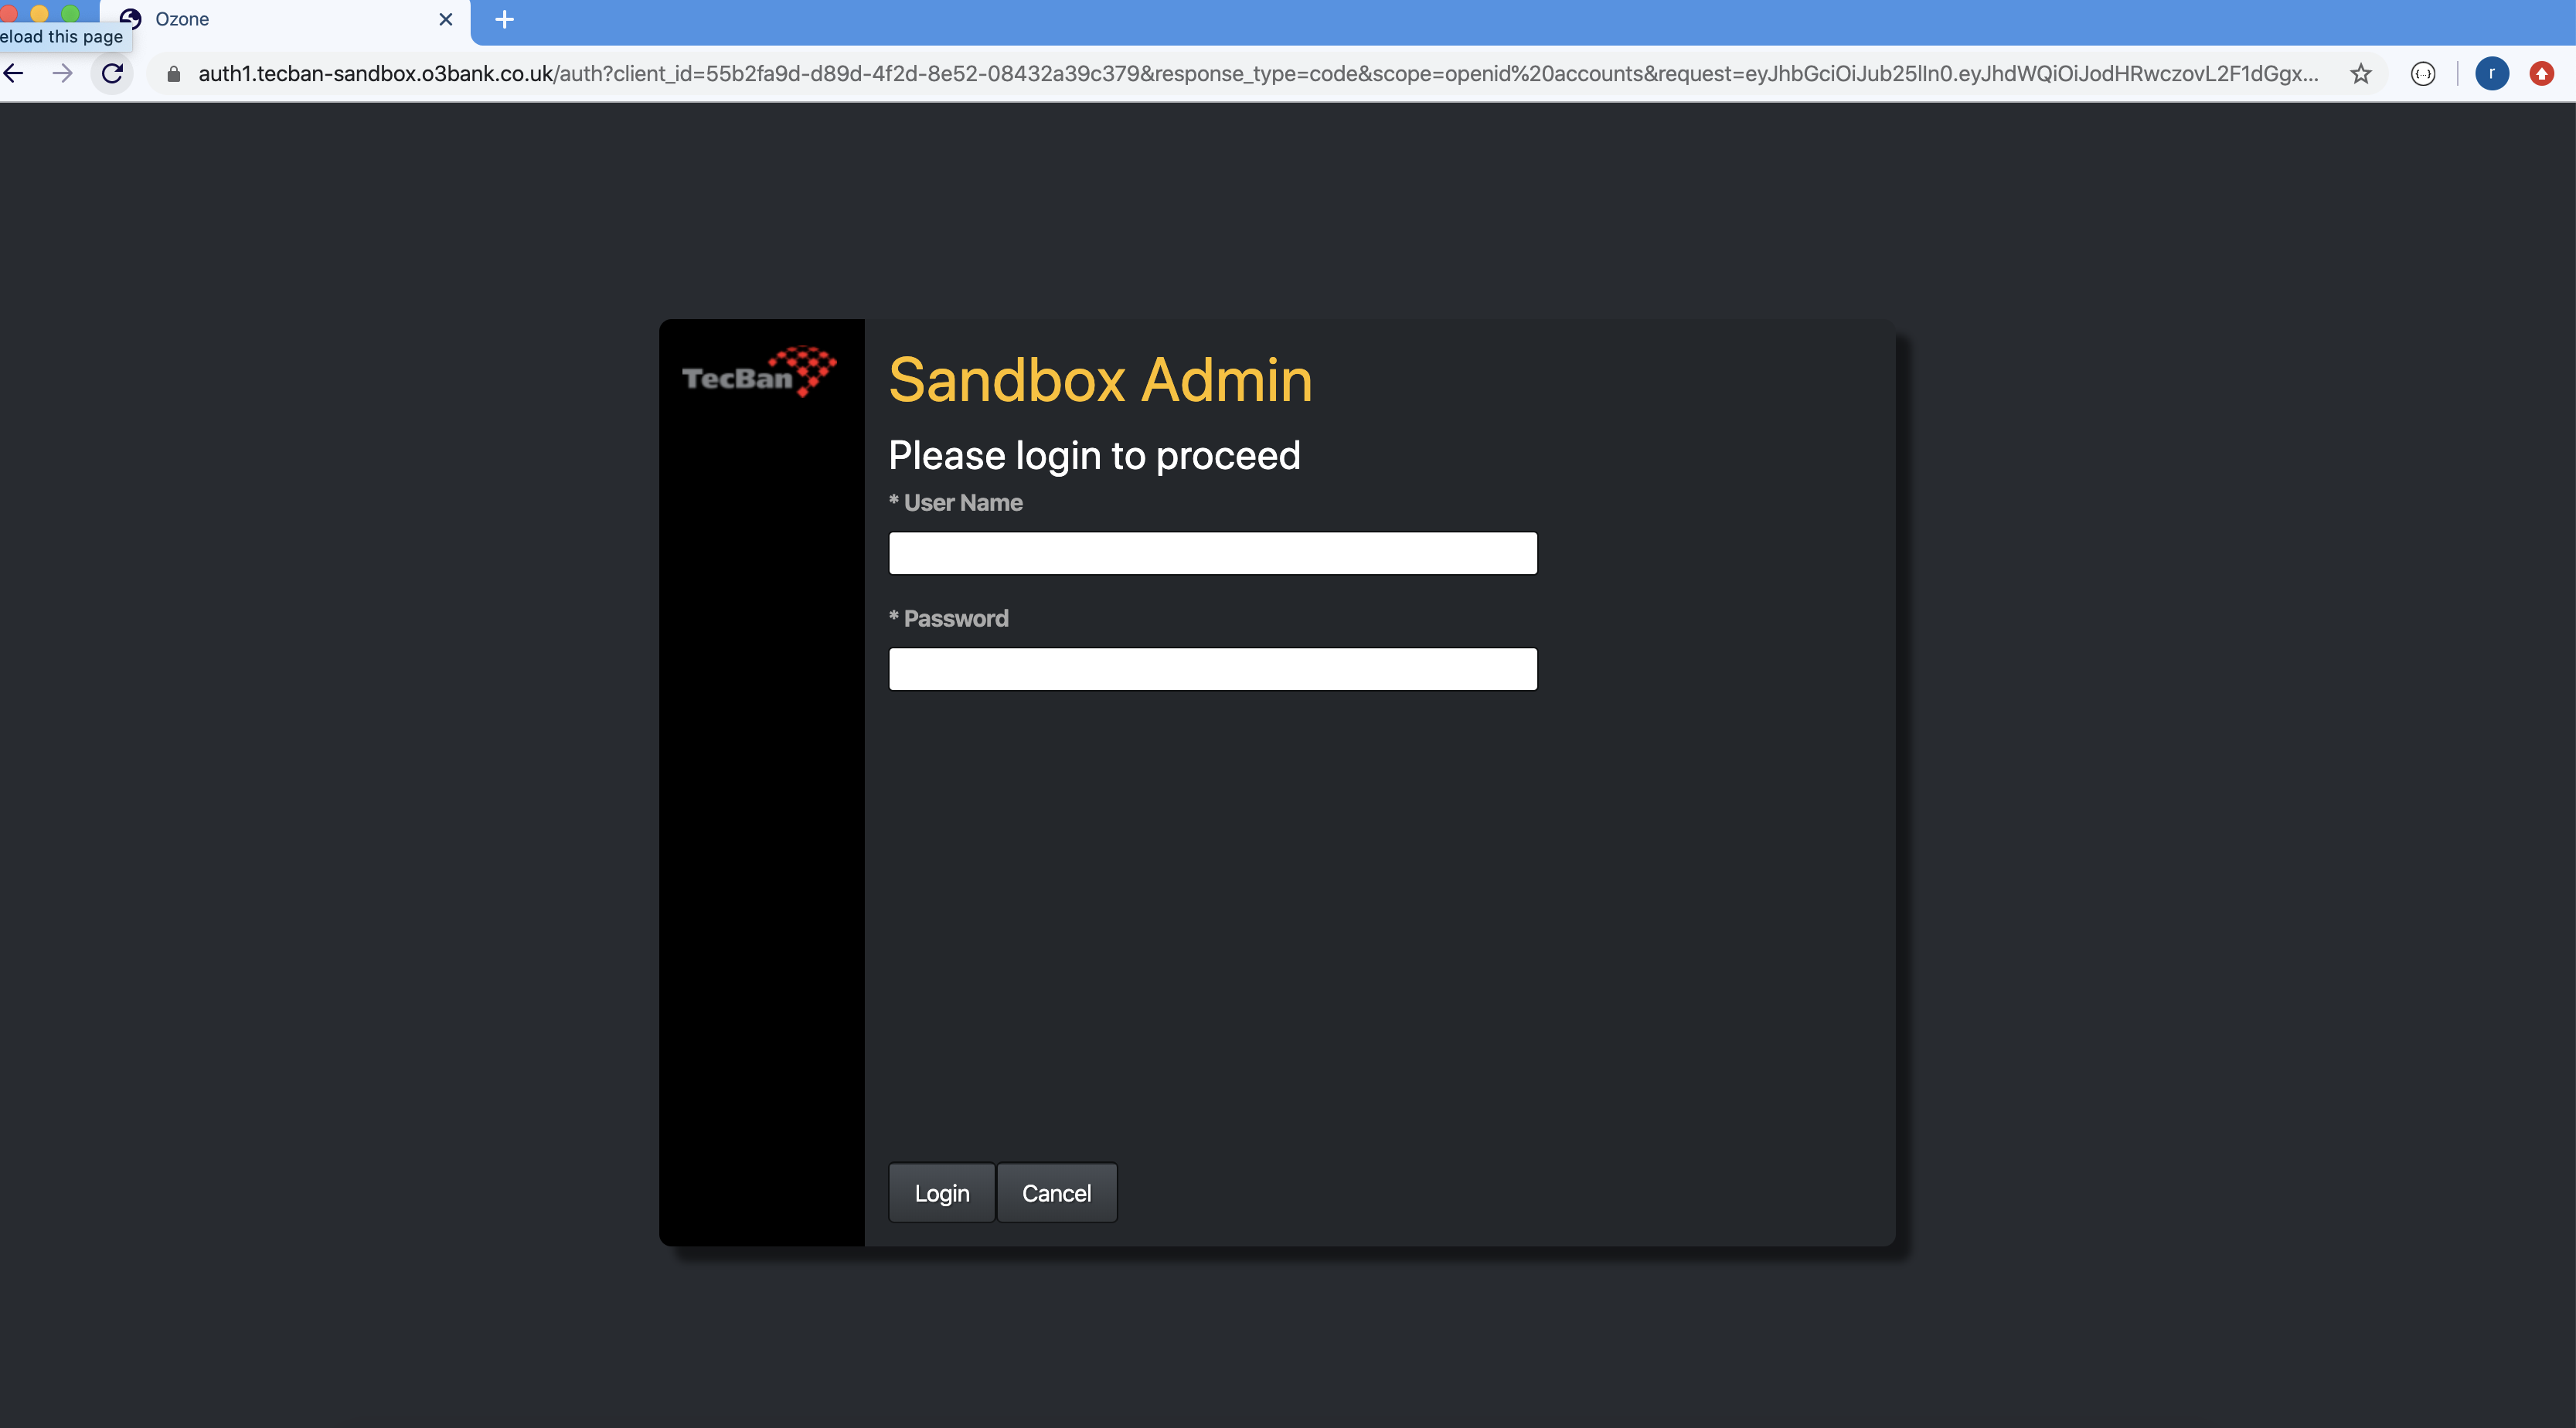 Ozone
eload this page
auth1.tecban-sandbox.o3bank.co.uk/auth?client_id=55b2fa9d-d89d-4f2d-8e52-08432a39c379&response_type=code&scope=openid%20accounts&request=eyJhbGciOiJub25lIn0.eyJhdWQiOiJodHRwczovL2F1dGgx...
r
TecBan
Sandbox Admin
Please login to proceed
* User Name
* Password
Login Cancel